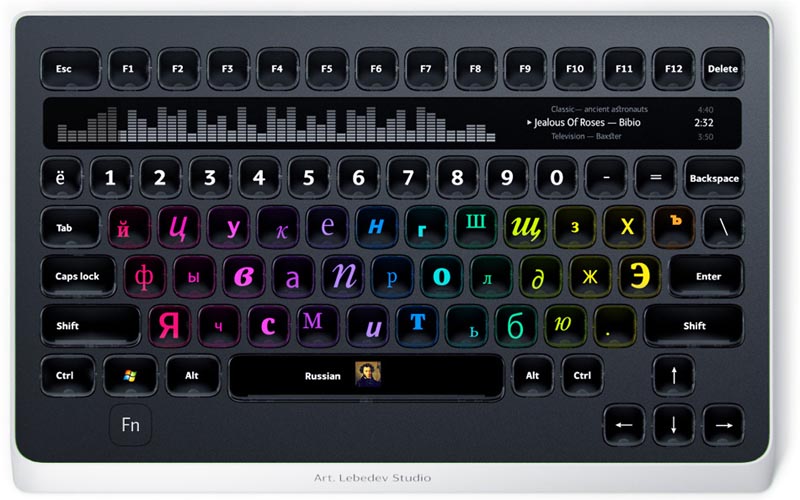 Esc F1 F2 F3 F4 F5 F6 F7 F8 F9 F10 F11 F12 Delete
Classic— ancient astronauts 4:40
Jealous Of Roses — Bibio 2:32
Television — Baxter 3:50
ё 1 2 3 4 5 6 7 8 9 0 - = Backspace
Tab й Ц у к е н г Ш щ з Х ъ \
Caps lock ф ы в а п р о л д ж Э Enter
Shift Я ч с М и т ь б ю . Shift
Ctrl Alt Russian Alt Ctrl ↑
Fn ← ↓ →
Art. Lebedev Studio